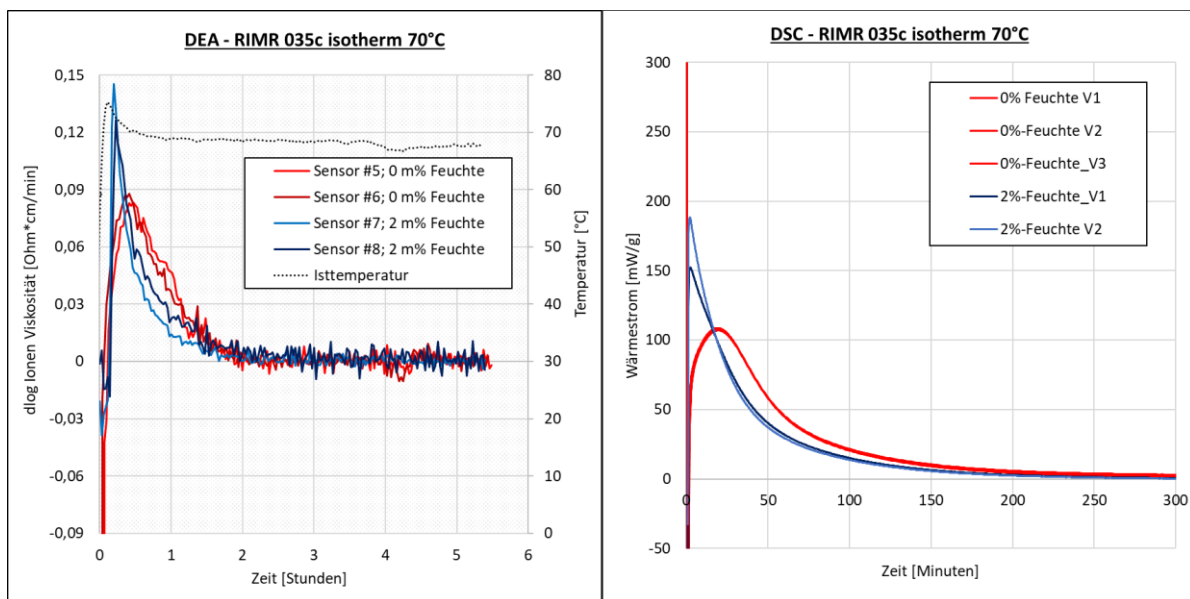 DEA - RIMR 035c isotherm 70°C
dlog Ionen Viskosität [Ohm*cm/min]
0,15
0,12
0,09
0,06
0,03
0
-0,03
-0,06
-0,09
Sensor #5; 0 m% Feuchte
Sensor #6; 0 m% Feuchte
Sensor #7; 2 m% Feuchte
Sensor #8; 2 m% Feuchte
Isttemperatur
80
70
60
50
40
30
20
10
0
Temperatur [°C]
0 1 2 3 4 5 6
Zeit [Stunden]
DSC - RIMR 035c isotherm 70°C
Wärmestrom [mW/g]
300
250
200
150
100
50
0
-50
0% Feuchte V1
0% Feuchte V2
0%-Feuchte_V3
2%-Feuchte_V1
2%-Feuchte V2
0 50 100 150 200 250 300
Zeit [Minuten]